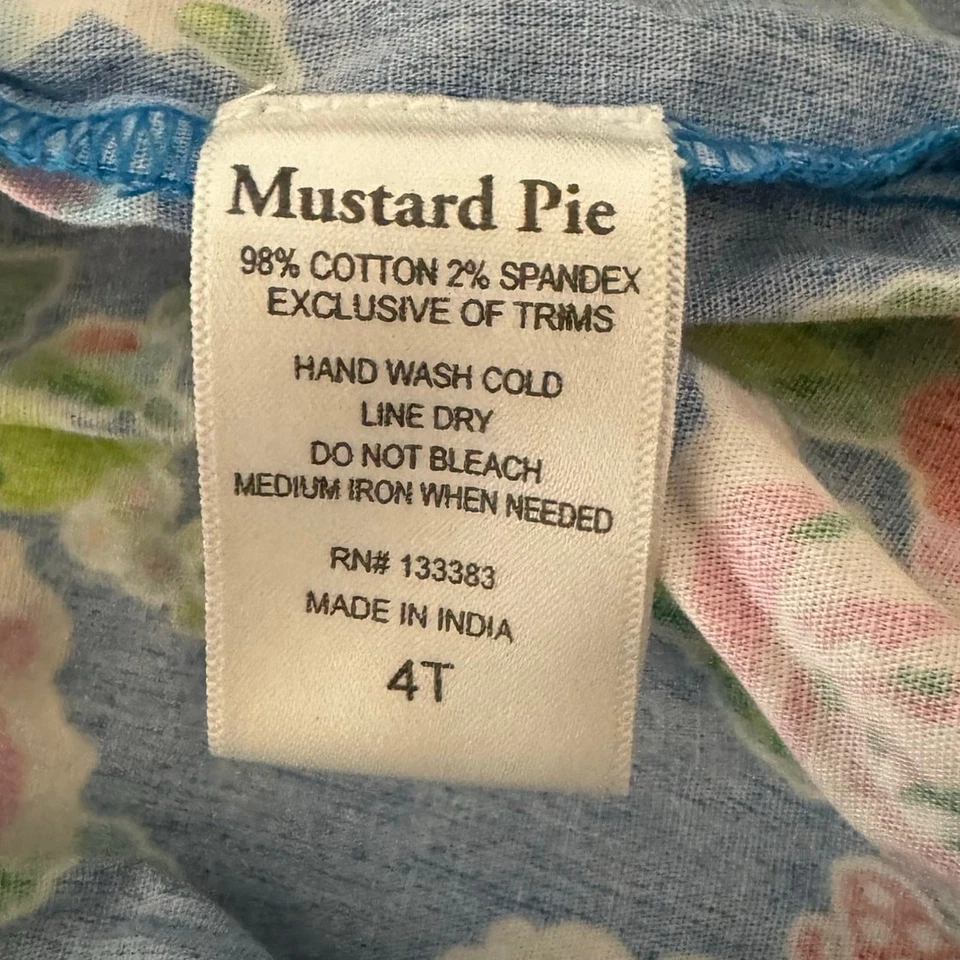 Mustard Pie
98% COTTON 2% SPANDEX
EXCLUSIVE OF TRIMS
HAND WASH COLD
LINE DRY
DO NOT BLEACH
MEDIUM IRON WHEN NEEDED
RN# 133383
MADE IN INDIA
4T